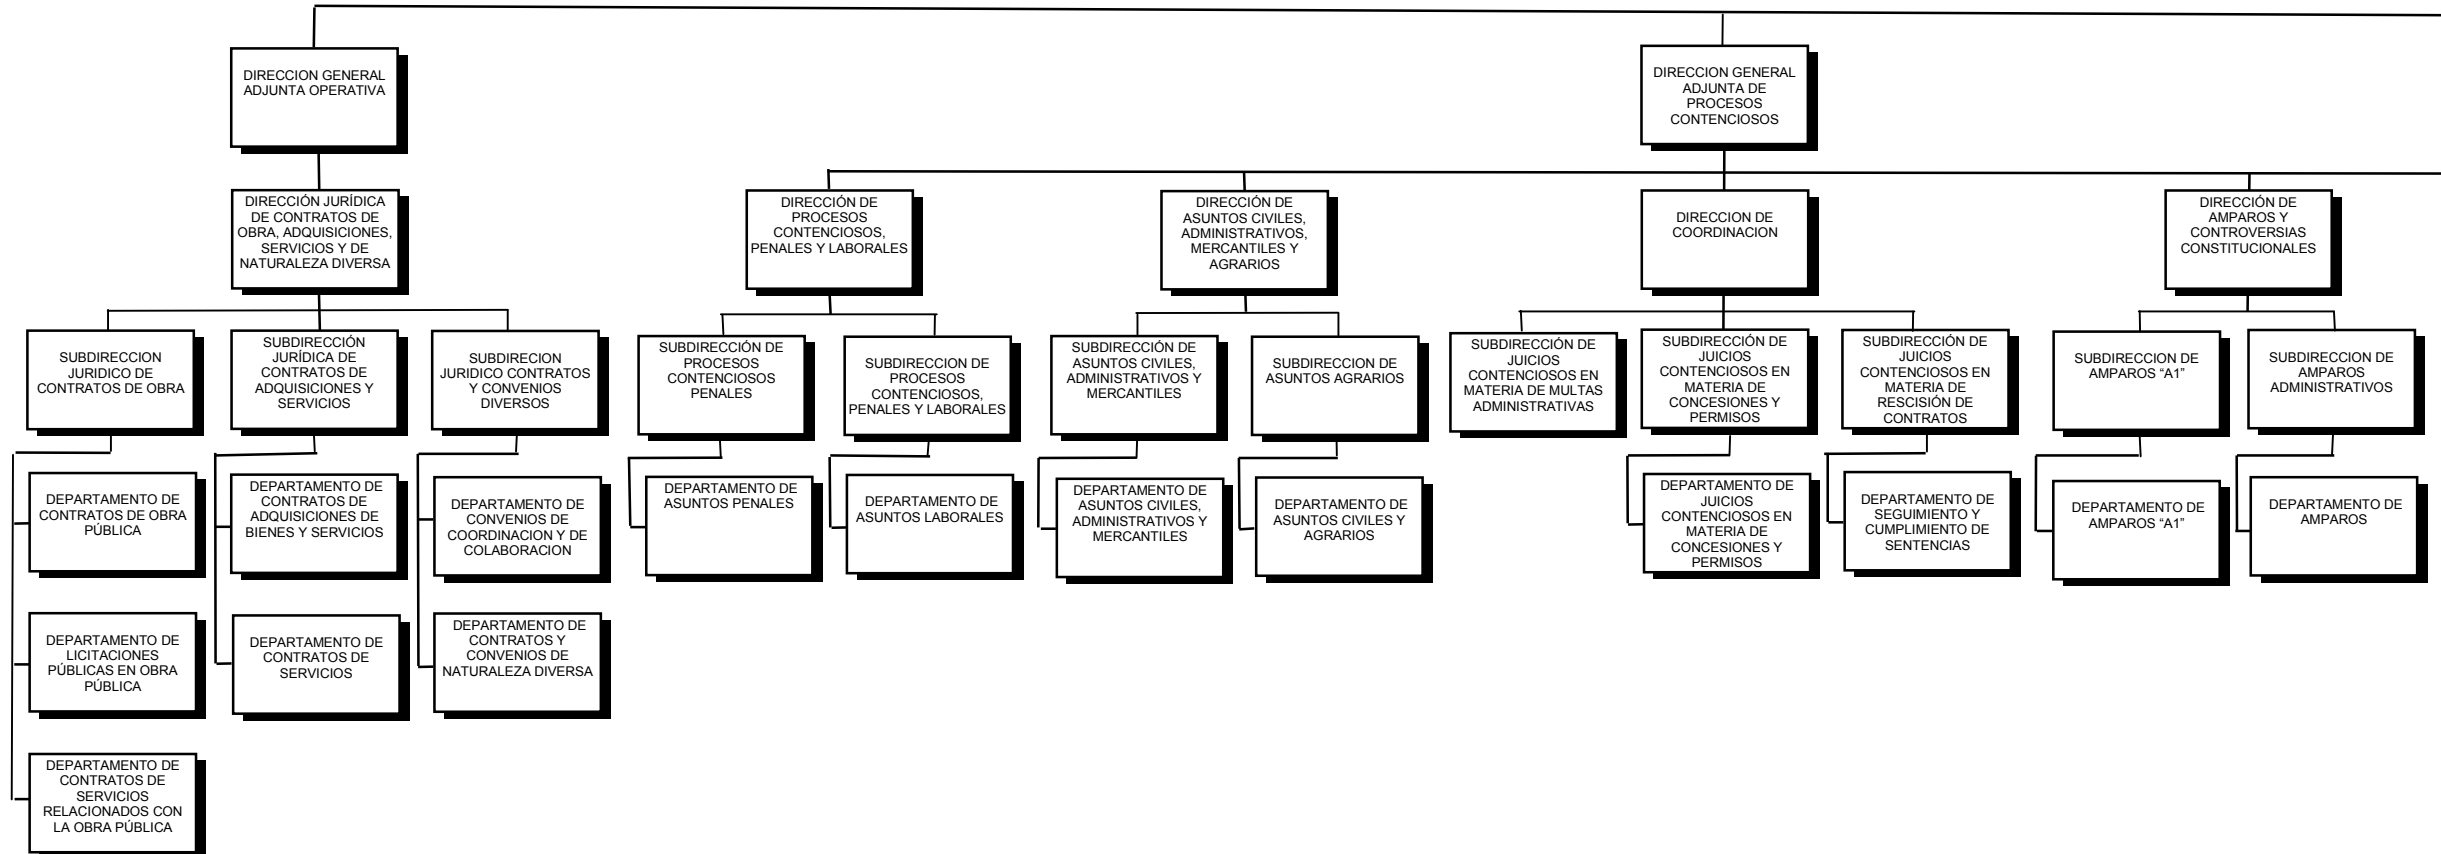 DIRECCION GENERAL
ADJUNTA OPERATIVA
DIRECCION GENERAL
ADJUNTA DE
PROCESOS
CONTENCIOSOS
DIRECCIÓN JURÍDICA
DE CONTRATOS DE
OBRA, ADQUISICIONES,
SERVICIOS Y DE
NATURALEZA DIVERSA
DIRECCIÓN DE
PROCESOS
CONTENCIOSOS,
PENALES Y LABORALES
DIRECCIÓN DE
ASUNTOS CIVILES,
ADMINISTRATIVOS,
MERCANTILES Y
AGRARIOS
DIRECCION DE
COORDINACION
DIRECCIÓN DE
AMPAROS Y
CONTROVERSIAS
CONSTITUCIONALES
SUBDIRECCION
JURIDICO DE
CONTRATOS DE OBRA
SUBDIRECCIÓN
JURÍDICA DE
CONTRATOS DE
ADQUISICIONES Y
SERVICIOS
SUBDIRECION
JURIDICO CONTRATOS
Y CONVENIOS
DIVERSOS
SUBDIRECCIÓN DE
PROCESOS
CONTENCIOSOS
PENALES
SUBDIRECCION DE
PROCESOS
CONTENCIOSOS,
PENALES Y LABORALES
SUBDIRECCIÓN DE
ASUNTOS CIVILES,
ADMINISTRATIVOS Y
MERCANTILES
SUBDIRECCION DE
ASUNTOS AGRARIOS
SUBDIRECCIÓN DE
JUICIOS
CONTENCIOSOS EN
MATERIA DE MULTAS
ADMINISTRATIVAS
SUBDIRECCIÓN DE
JUICIOS
CONTENCIOSOS EN
MATERIA DE
CONCESIONES Y
PERMISOS
SUBDIRECCIÓN DE
JUICIOS
CONTENCIOSOS EN
MATERIA DE
RESCISIÓN DE
CONTRATOS
SUBDIRECCION DE
AMPAROS “A1”
SUBDIRECCION DE
AMPAROS
ADMINISTRATIVOS
DEPARTAMENTO DE
CONTRATOS DE OBRA
PÚBLICA
DEPARTAMENTO DE
CONTRATOS DE
ADQUISICIONES DE
BIENES Y SERVICIOS
DEPARTAMENTO DE
CONVENIOS DE
COORDINACION Y DE
COLABORACION
DEPARTAMENTO DE
ASUNTOS PENALES
DEPARTAMENTO DE
ASUNTOS LABORALES
DEPARTAMENTO DE
ASUNTOS CIVILES,
ADMINISTRATIVOS Y
MERCANTILES
DEPARTAMENTO DE
ASUNTOS CIVILES Y
AGRARIOS
DEPARTAMENTO DE
JUICIOS
CONTENCIOSOS EN
MATERIA DE
CONCESIONES Y
PERMISOS
DEPARTAMENTO DE
SEGUIMIENTO Y
CUMPLIMIENTO DE
SENTENCIAS
DEPARTAMENTO DE
AMPAROS “A1”
DEPARTAMENTO DE
AMPAROS
DEPARTAMENTO DE
LICITACIONES
PÚBLICAS EN OBRA
PÚBLICA
DEPARTAMENTO DE
CONTRATOS DE
SERVICIOS
DEPARTAMENTO DE
CONTRATOS Y
CONVENIOS DE
NATURALEZA DIVERSA
DEPARTAMENTO DE
CONTRATOS DE
SERVICIOS
RELACIONADOS CON
LA OBRA PÚBLICA